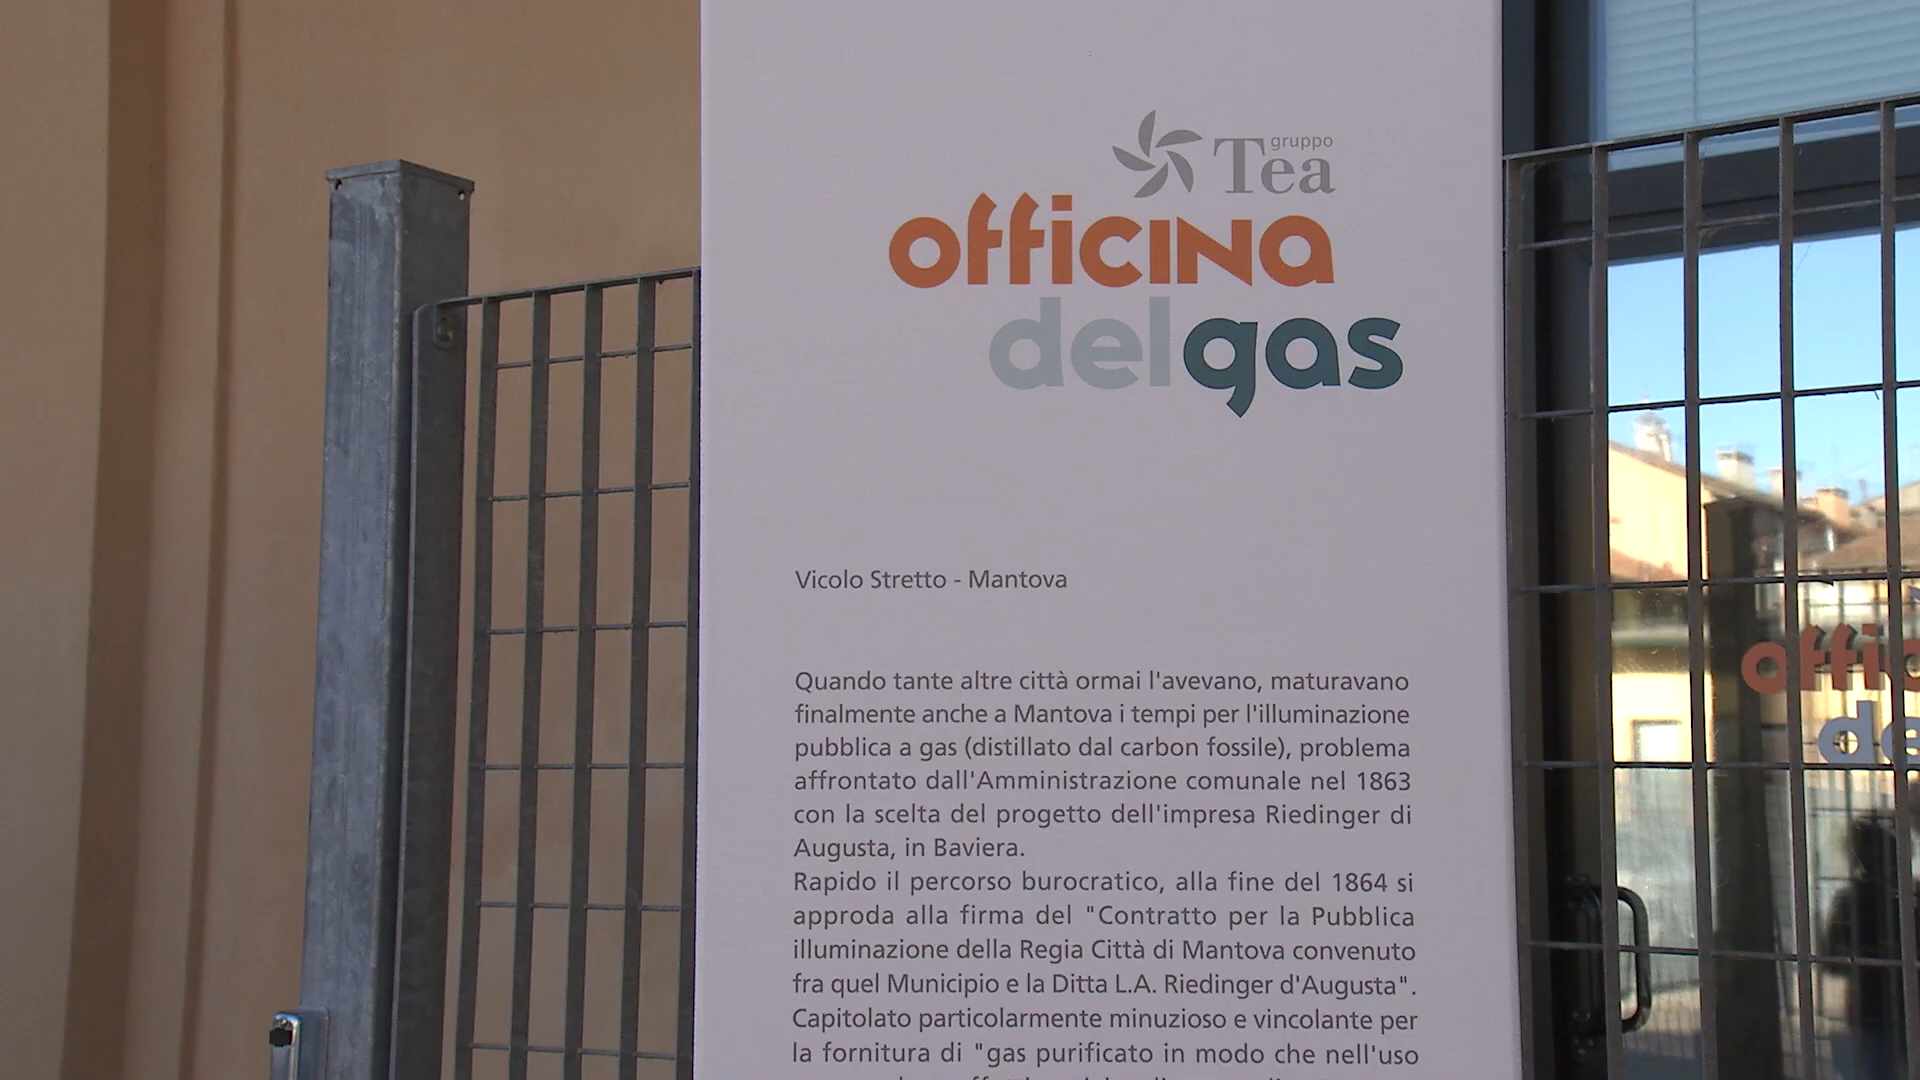 gruppo
Tea
officina
del gas
Vicolo Stretto - Mantova
Quando tante altre città ormai l'avevano, maturavano
finalmente anche a Mantova i tempi per l'illuminazione
pubblica a gas (distillato dal carbon fossile), problema
affrontato dall'Amministrazione comunale nel 1863
con la scelta del progetto dell'impresa Riedinger di
Augusta, in Baviera.
Rapido il percorso burocratico, alla fine del 1864 si
approda alla firma del "Contratto per la Pubblica
illuminazione della Regia Città di Mantova convenuto
fra quel Municipio e la Ditta L.A. Riedinger d'Augusta".
Capitolato particolarmente minuzioso e vincolante per
la fornitura di "gas purificato in modo che nell'uso
offic
de